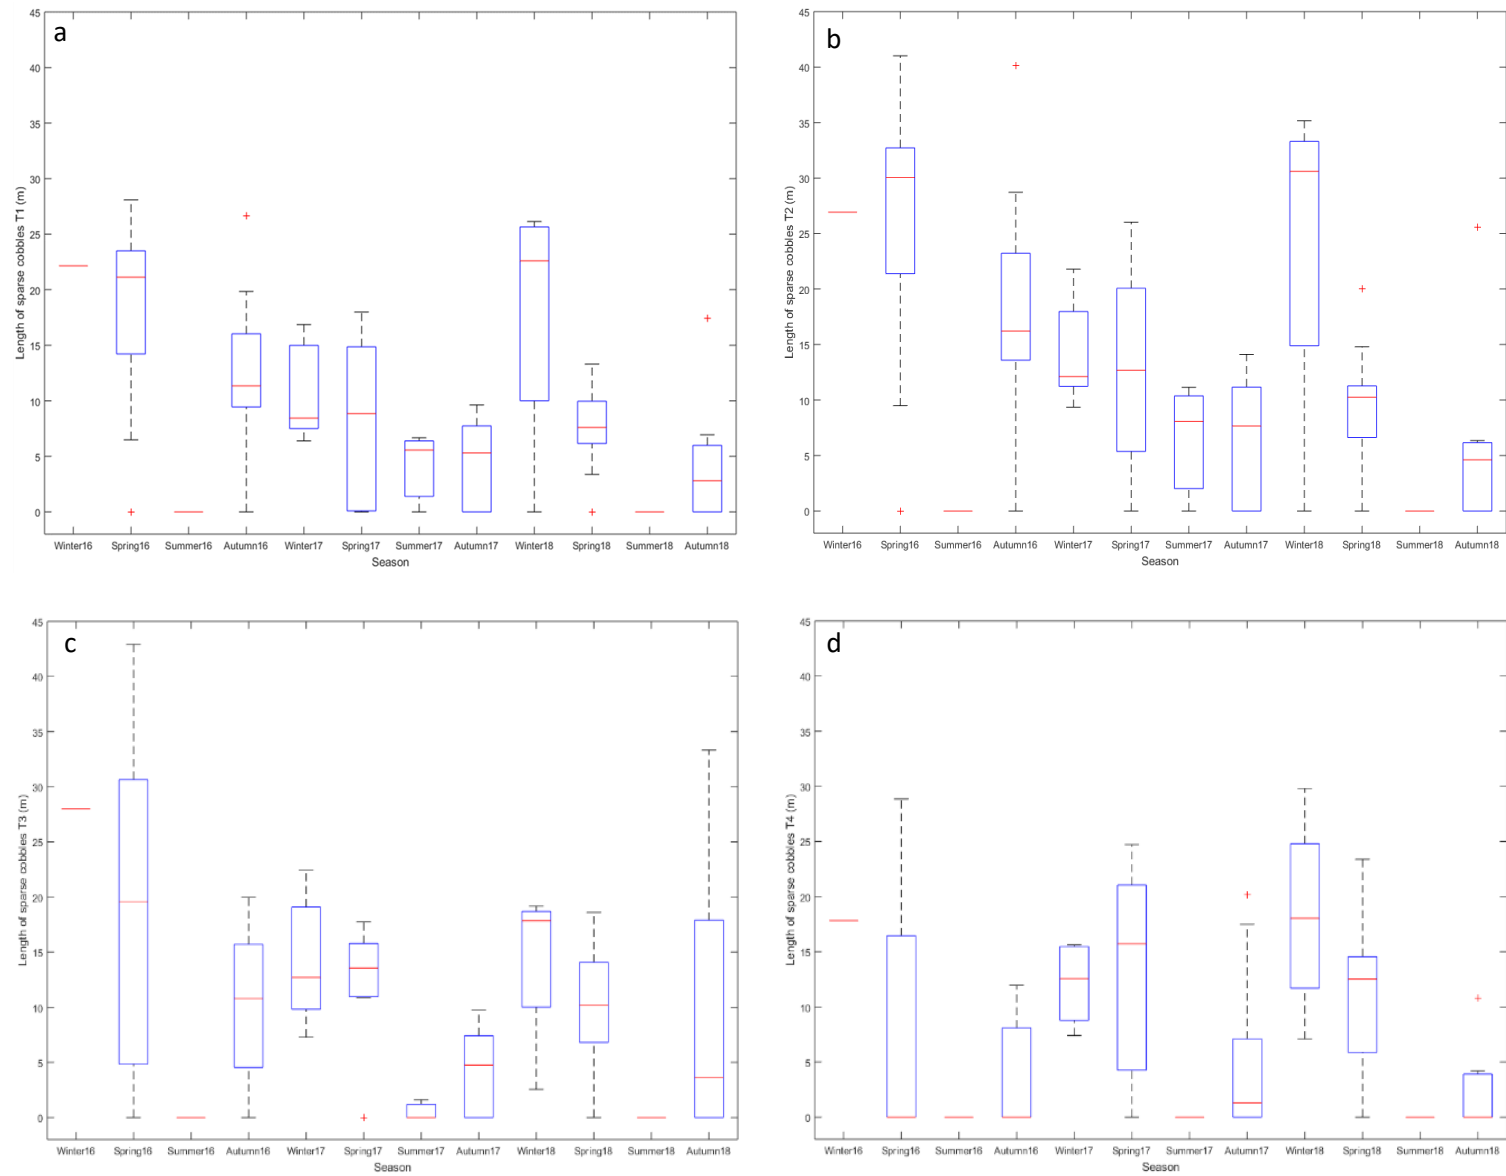 a
45
40
35
30
25
20
15
10
5
0
Length of sparse cobbles T1 (m)
Winter16 Spring16 Summer16 Autumn16 Winter17 Spring17 Summer17 Autumn17 Winter18 Spring18 Summer18 Autumn18
Season
b
45
40
35
30
25
20
15
10
5
0
Length of sparse cobbles T2 (m)
Winter16 Spring16 Summer16 Autumn16 Winter17 Spring17 Summer17 Autumn17 Winter18 Spring18 Summer18 Autumn18
Season
c
45
40
35
30
25
20
15
10
5
0
Length of sparse cobbles T3 (m)
Winter16 Spring16 Summer16 Autumn16 Winter17 Spring17 Summer17 Autumn17 Winter18 Spring18 Summer18 Autumn18
Season
d
45
40
35
30
25
20
15
10
5
0
Length of sparse cobbles T4 (m)
Winter16 Spring16 Summer16 Autumn16 Winter17 Spring17 Summer17 Autumn17 Winter18 Spring18 Summer18 Autumn18
Season